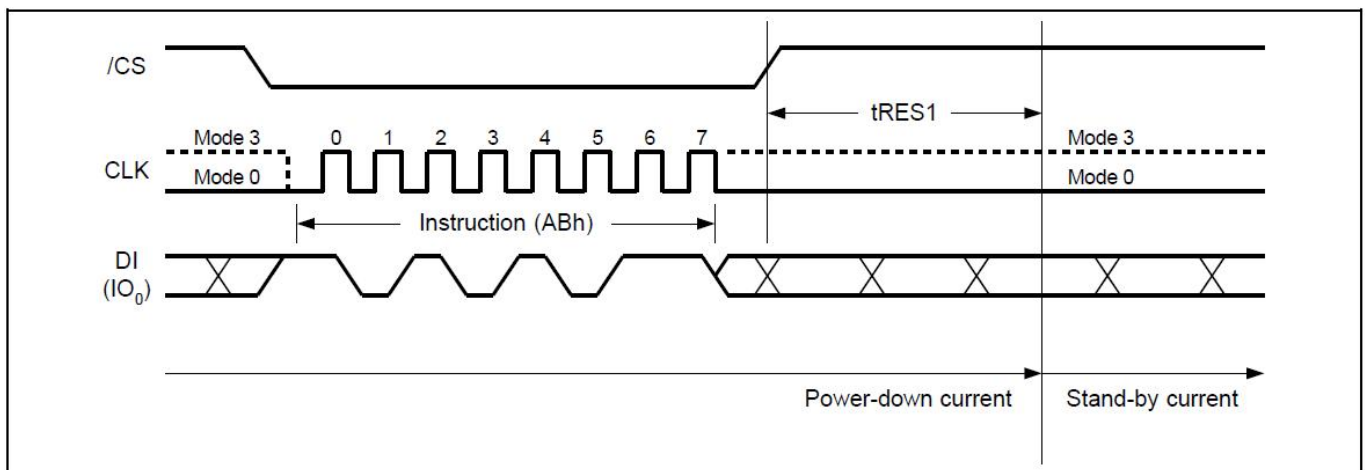 /CS
tRES1
Mode 3
0 1 2 3 4 5 6 7
Mode 3
CLK
Mode 0
Mode 0
Instruction (ABh)
DI
(IO₀)
Power-down current
Stand-by current